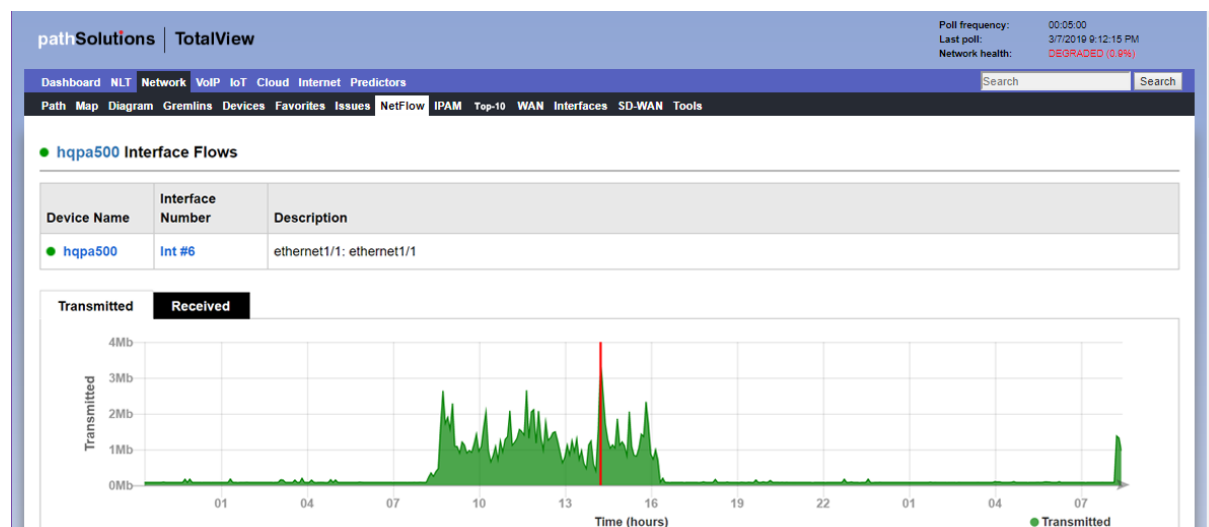 pathSolutions | TotalView
Poll frequency: 00:05:00
Last poll: 3/7/2019 9:12:15 PM
Network health: DEGRADED (0.9%)
Dashboard NLT Network VoIP IoT Cloud Internet Predictors
Search Search
Path Map Diagram Gremlins Devices Favorites Issues NetFlow IPAM Top-10 WAN Interfaces SD-WAN Tools
hqpa500 Interface Flows
Device Name Interface Number Description
hqpa500 Int #6 ethernet1/1: ethernet1/1
Transmitted Received
4Mb
3Mb
2Mb
1Mb
0Mb
Transmitted
01 04 07 10 13 16 19 22 01 04 07
Time (hours)
Transmitted